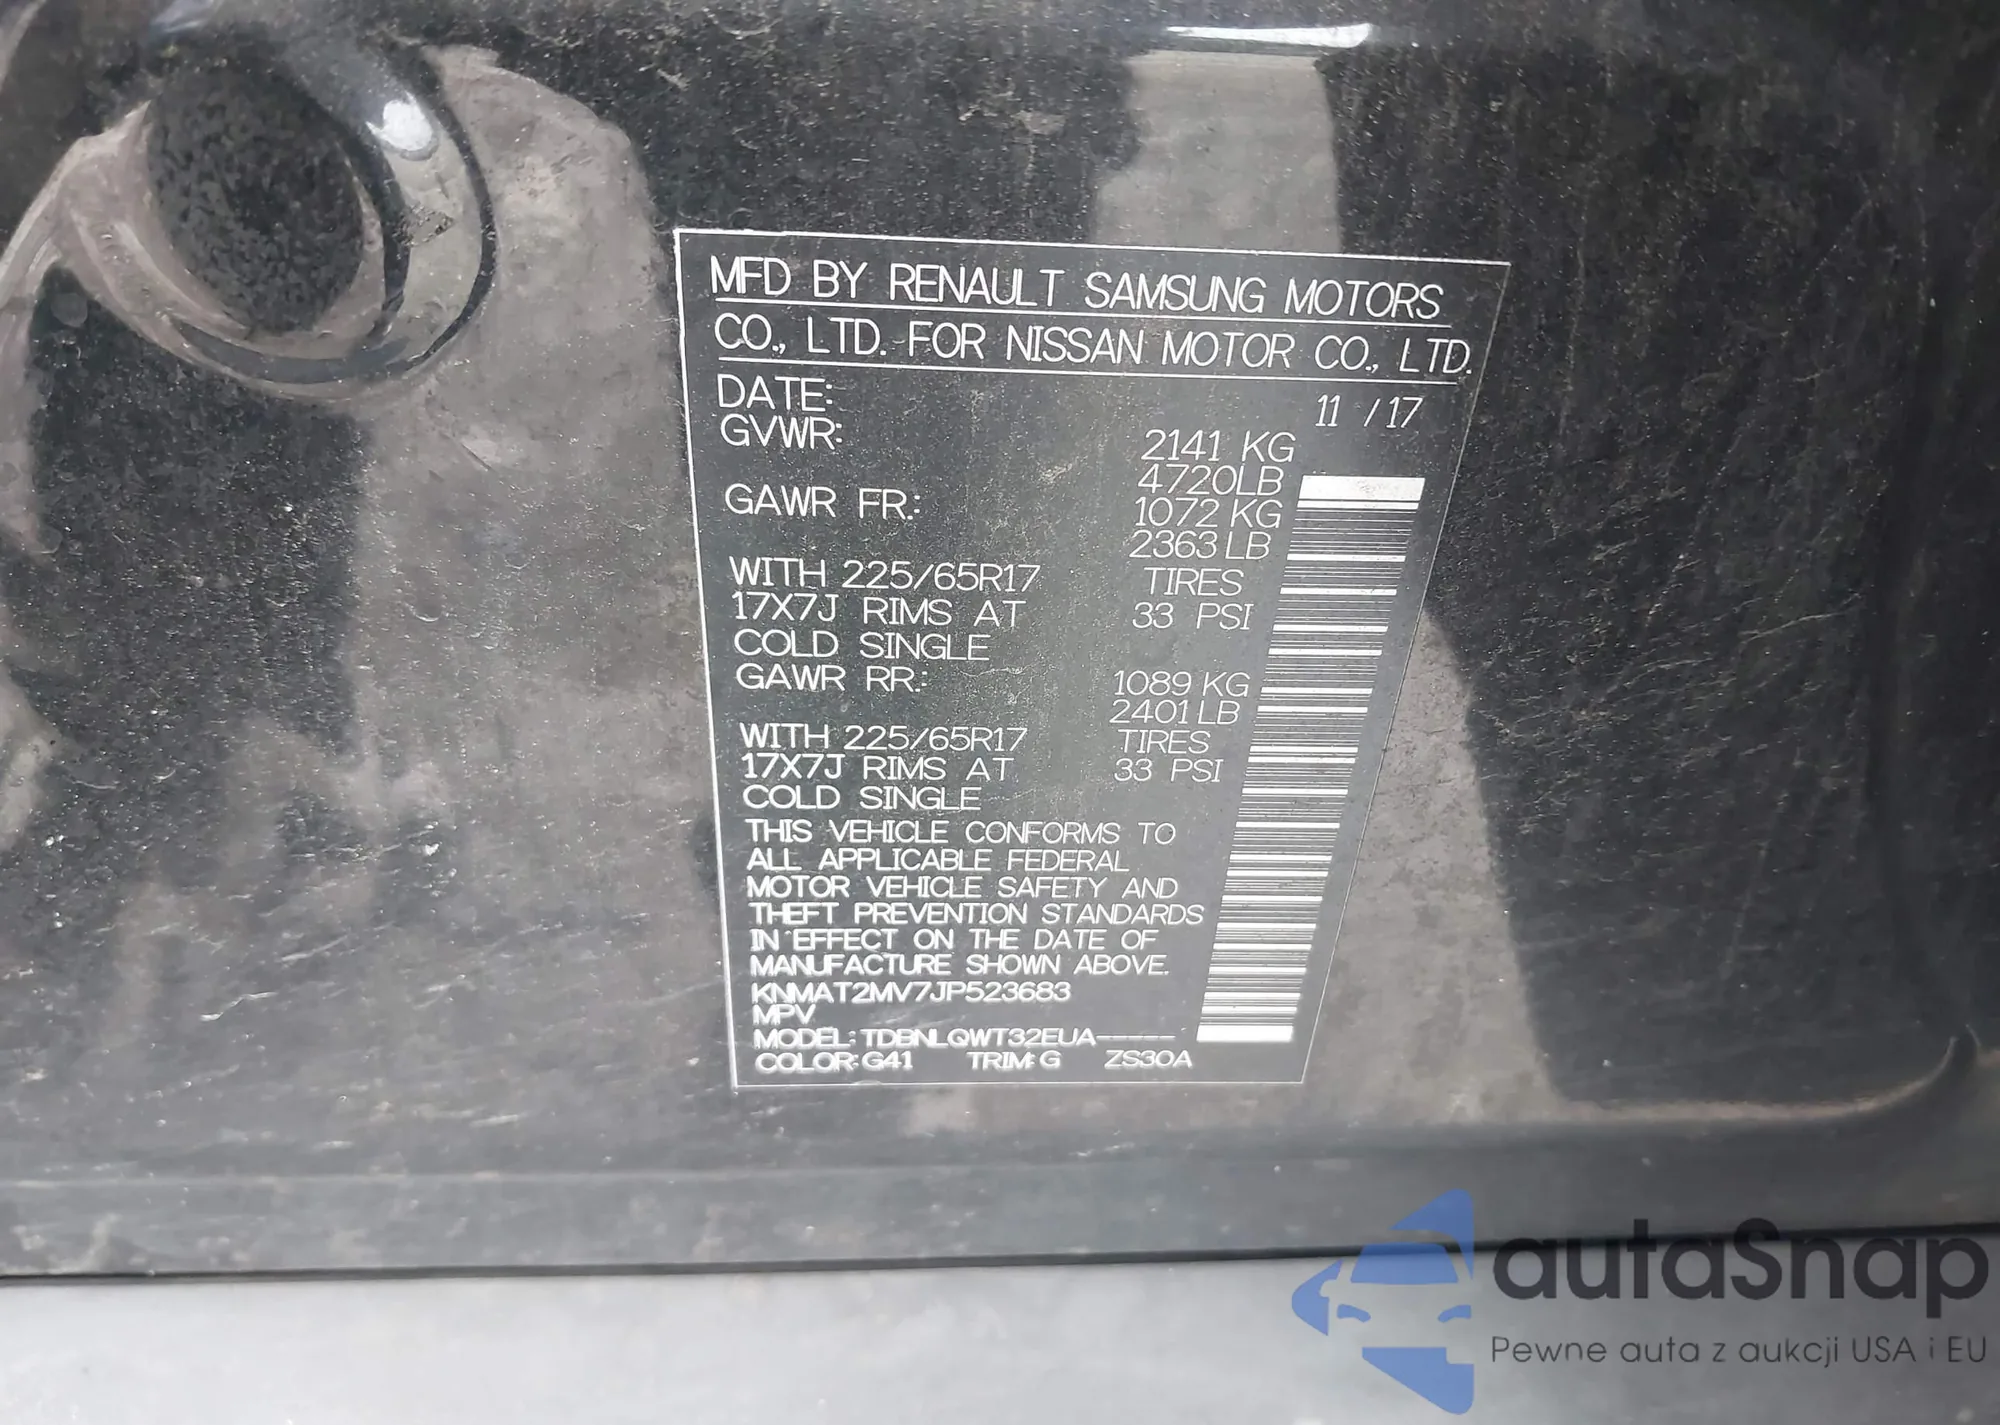 MFD BY RENAULT SAMSUNG MOTORS
CO., LTD. FOR NISSAN MOTOR CO., LTD.
DATE: 11 / 17
GVWR: 2141 KG
4720LB
GAWR FR.: 1072 KG
2363 LB
WITH 225/65R17 TIRES
17X7J RIMS AT 33 PSI
COLD SINGLE
GAWR RR.: 1089 KG
2401 LB
WITH 225/65R17 TIRES
17X7J RIMS AT 33 PSI
COLD SINGLE
THIS VEHICLE CONFORMS TO
ALL APPLICABLE FEDERAL
MOTOR VEHICLE SAFETY AND
THEFT PREVENTION STANDARDS
IN EFFECT ON THE DATE OF
MANUFACTURE SHOWN ABOVE.
KNMAT2MV7JP523683
MPV
MODEL: TDBNLQWT32EUA------
COLOR: G41 TRIM: G ZS30A
autaSnap
Pewne auta z aukcji USA i EU